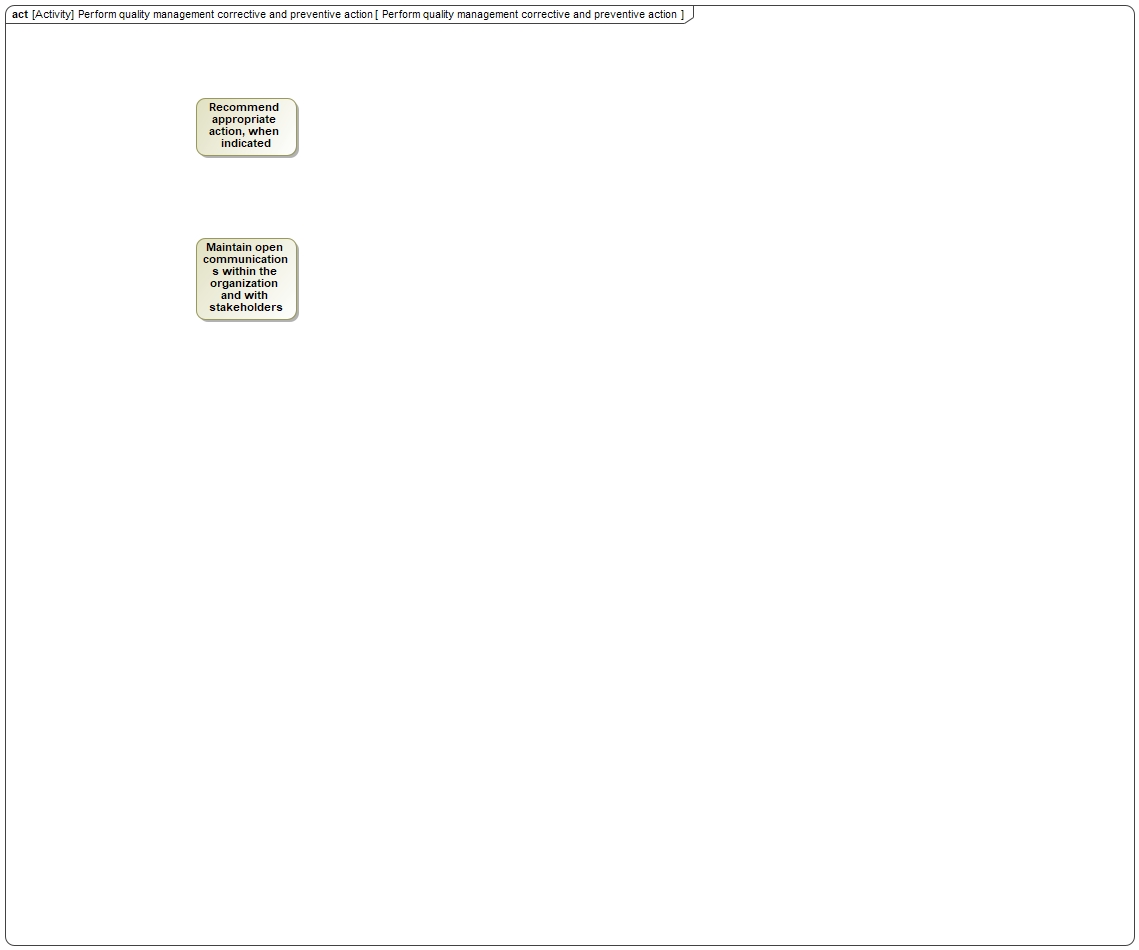 act [Activity] Perform quality management corrective and preventive action [ Perform quality management corrective and preventive action ]
Recommend
appropriate
action, when
indicated
Maintain open
communication
s within the
organization
and with
stakeholders